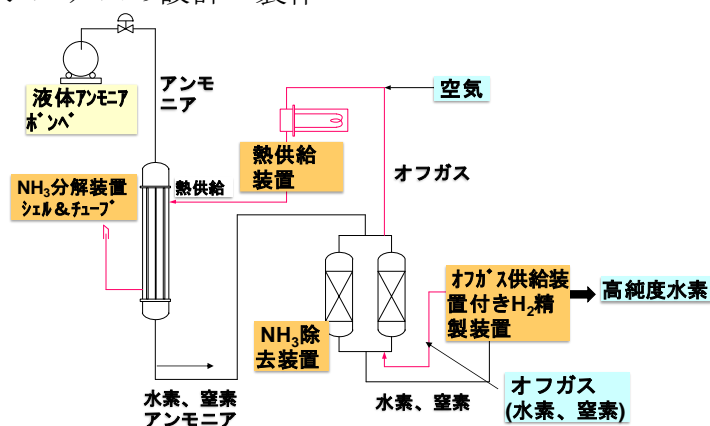 設計
液体ｱﾝﾓﾆｱ
ﾎﾞﾝﾍﾞ
アンモ
ニア
空気
熱供給
装置
オフガス
NH3分解装置
ｼｪﾙ&ﾁｭｰﾌﾞ
熱供給
ｵﾌｶﾞｽ供給装
置付きH2精
製装置
高純度水素
NH3除
去装置
水素、窒素
アンモニア
水素、窒素
オフガス
(水素、窒素)